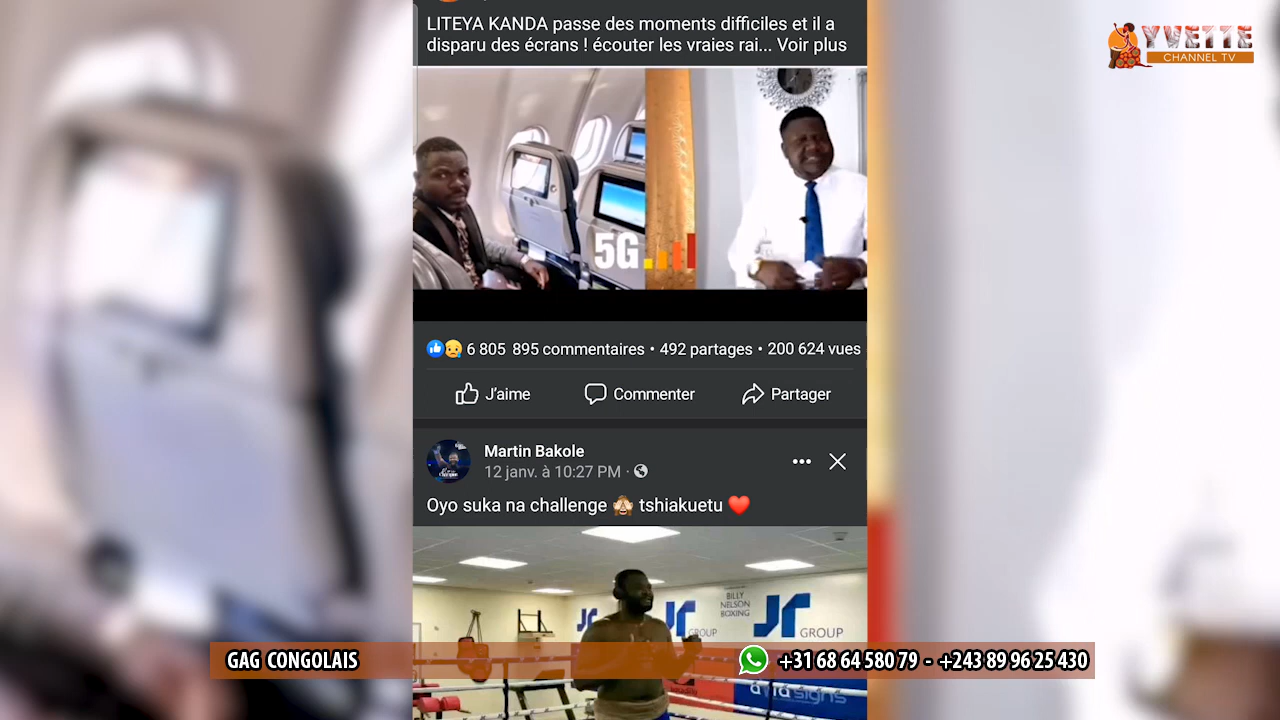 LITEYA KANDA passe des moments difficiles et il a
disparu des écrans ! écouter les vraies rai... Voir plus
YVETTE
CHANNEL TV
5G
6 805 895 commentaires • 492 partages • 200 624 vues
J'aime
Commenter
Partager
Martin Bakole
12 janv. à 10:27 PM ·
Oyo suka na challenge 🙈 tshiakuetu ❤️
BILLY
NELSON
BOXING
JR
GROUP
JR
GROUP
GAG CONGOLAIS
+31 68 64 580 79 - +243 89 96 25 430